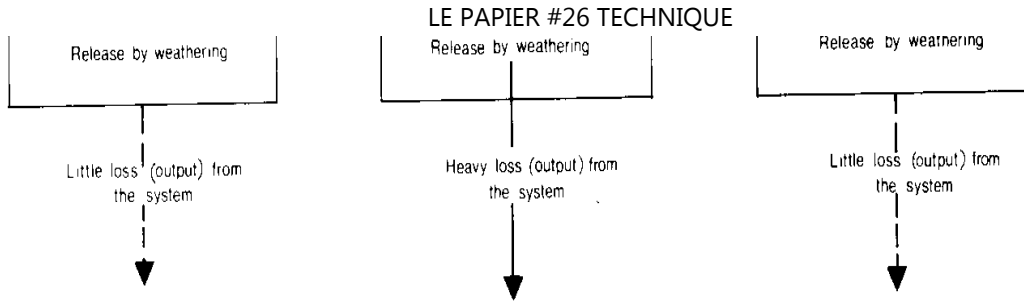 LE PAPIER #26 TECHNIQUE
Release by weathering
Little loss (output) from
the system
Release by weathering
Heavy loss (output) from
the system
Release by weathering
Little loss (output) from
the system